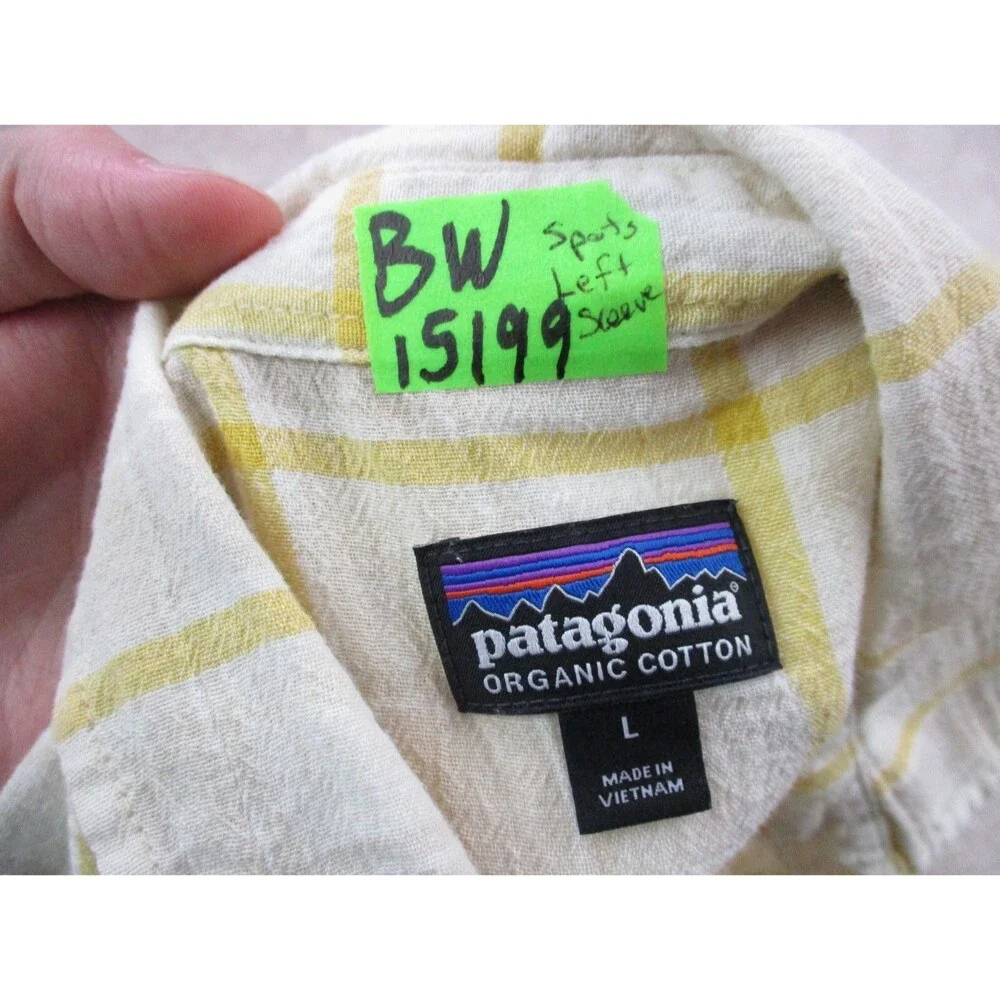 BW
15199
Spots
Left
Sleeve
patagonia®
ORGANIC COTTON
L
MADE IN
VIETNAM